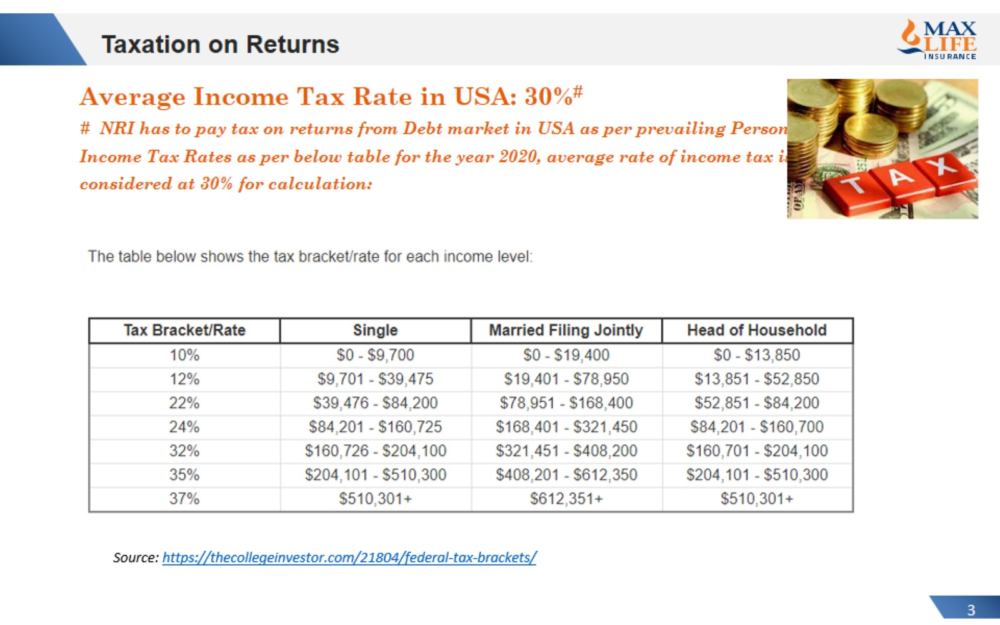 Taxation on Returns
MAX
LIFE
INSURANCE
Average Income Tax Rate in USA: 30%#
# NRI has to pay tax on returns from Debt market in USA as per prevailing Person
Income Tax Rates as per below table for the year 2020, average rate of income tax is
considered at 30% for calculation:
TAX
The table below shows the tax bracket/rate for each income level:
Tax Bracket/Rate Single Married Filing Jointly Head of Household
10% $0 - $9,700 $0 - $19,400 $0 - $13,850
12% $9,701 - $39,475 $19,401 - $78,950 $13,851 - $52,850
22% $39,476 - $84,200 $78,951 - $168,400 $52,851 - $84,200
24% $84,201 - $160,725 $168,401 - $321,450 $84,201 - $160,700
32% $160,726 - $204,100 $321,451 - $408,200 $160,701 - $204,100
35% $204,101 - $510,300 $408,201 - $612,350 $204,101 - $510,300
37% $510,301+ $612,351+ $510,301+
Source: https://thecollegeinvestor.com/21804/federal-tax-brackets/
3